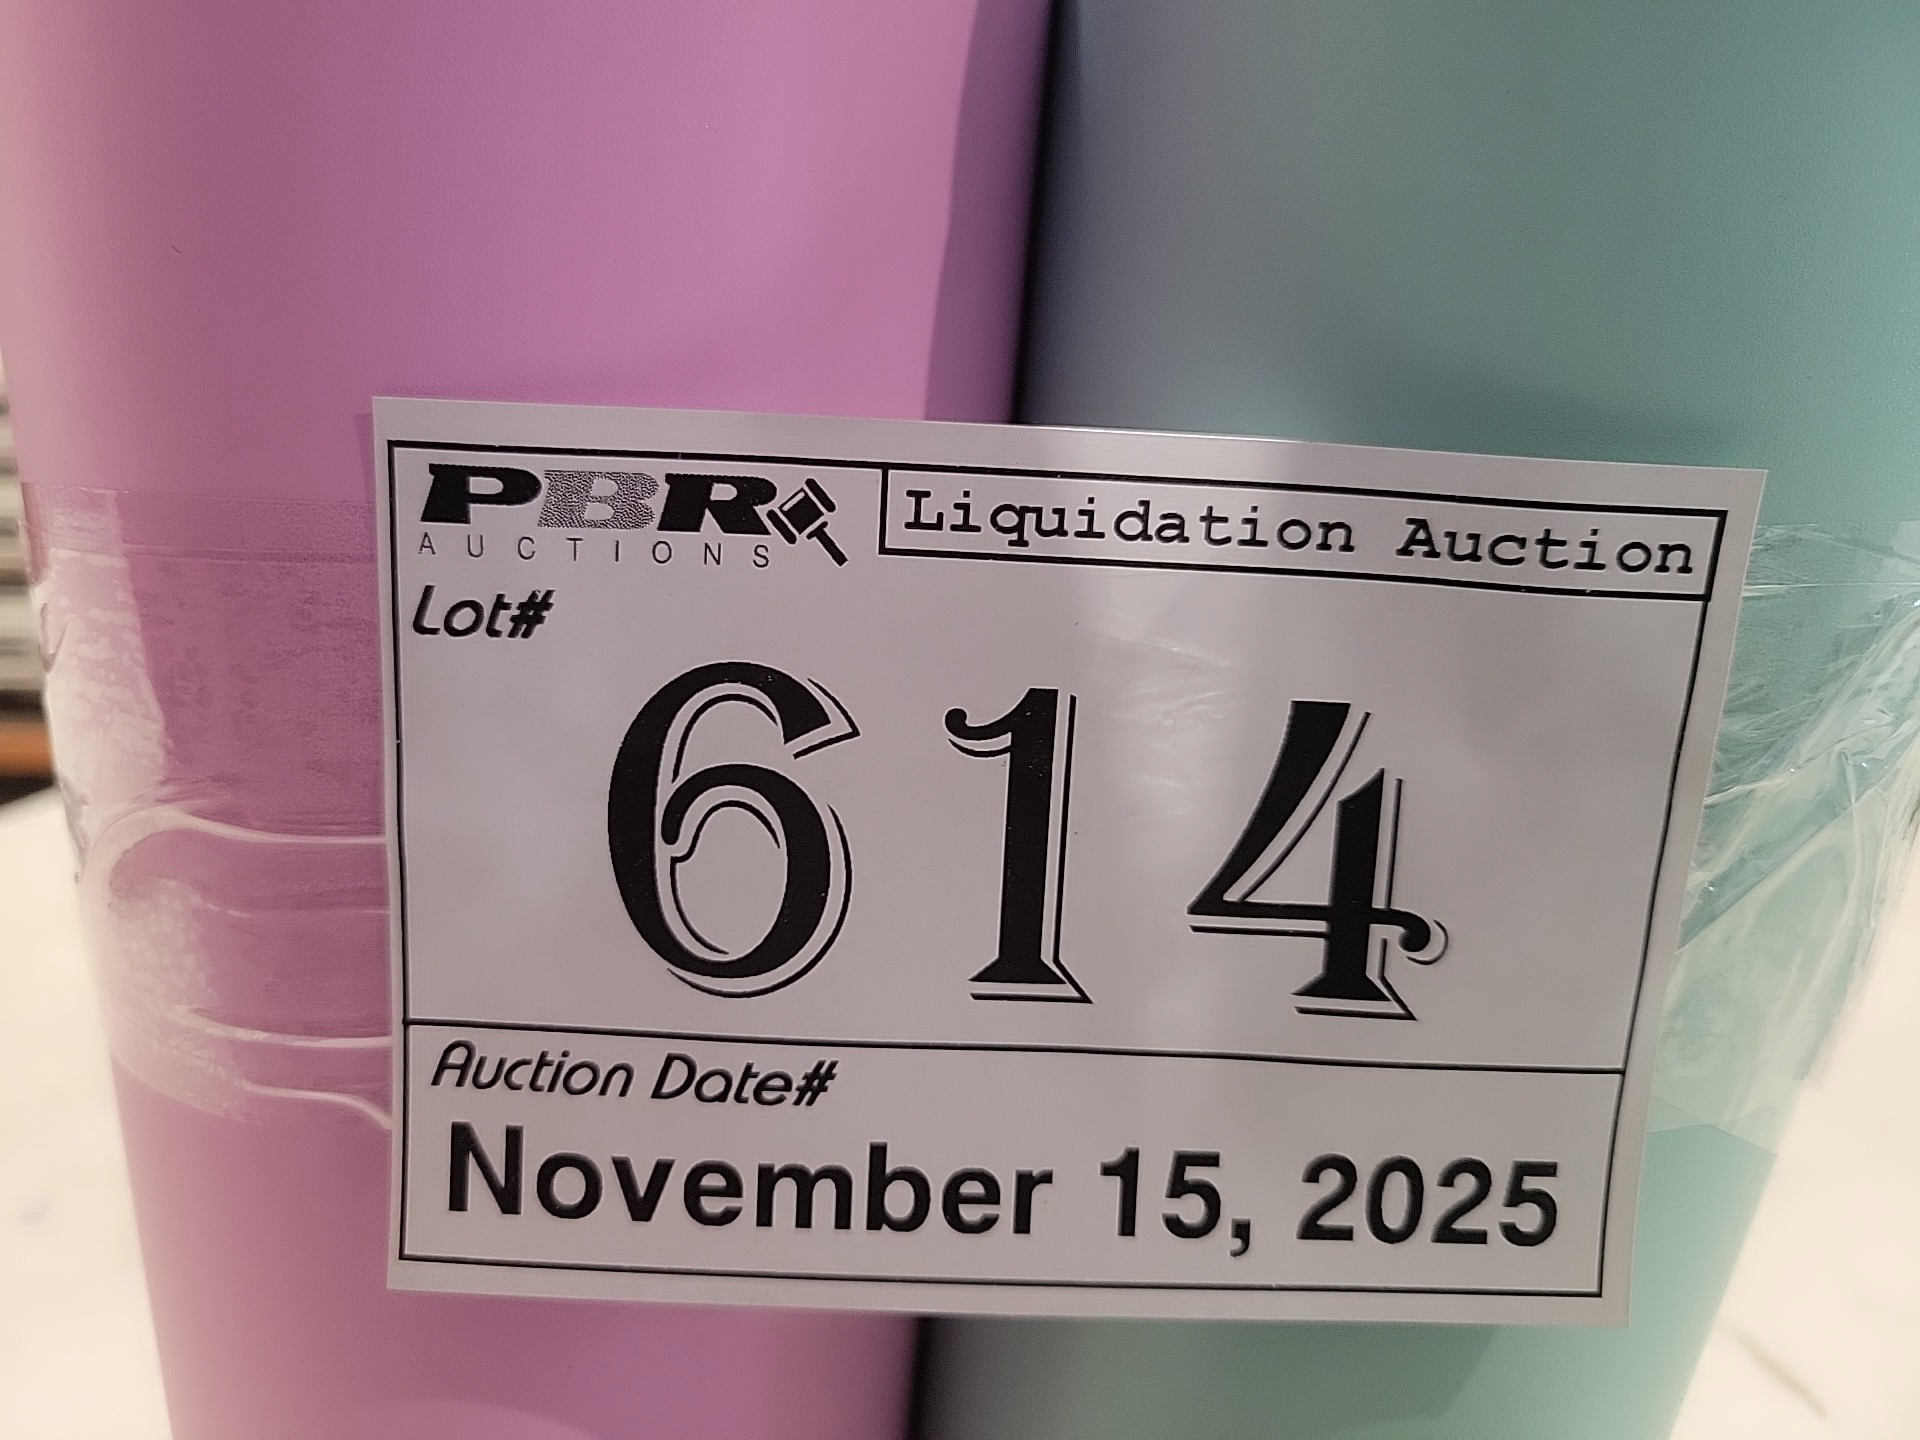 PBR
AUCTIONS
Liquidation Auction
Lot#
614
Auction Date#
November 15, 2025